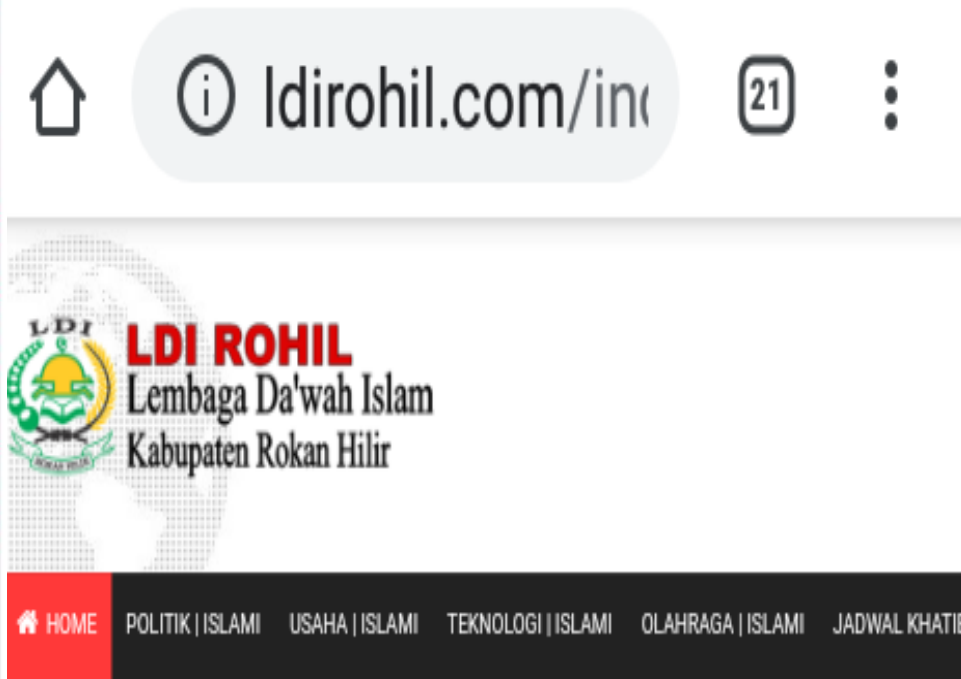 ldirohil.com/in
21
LDI
LDI ROHIL
Lembaga Da'wah Islam
Kabupaten Rokan Hilir
ROKAN HILIR
HOME POLITIK | ISLAMI USAHA | ISLAMI TEKNOLOGI | ISLAMI OLAHRAGA | ISLAMI JADWAL KHATIB